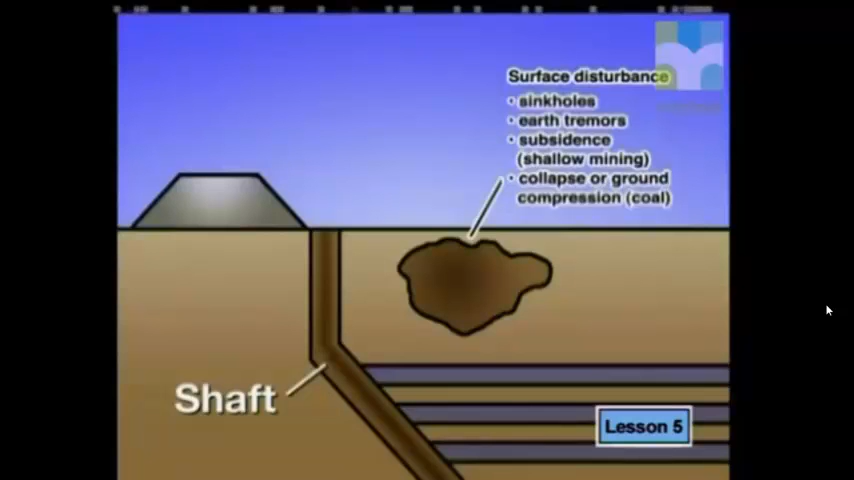 Surface disturbance
· sinkholes
· earth tremors
· subsidence
(shallow mining)
· collapse or ground
compression (coal)
Shaft
Lesson 5